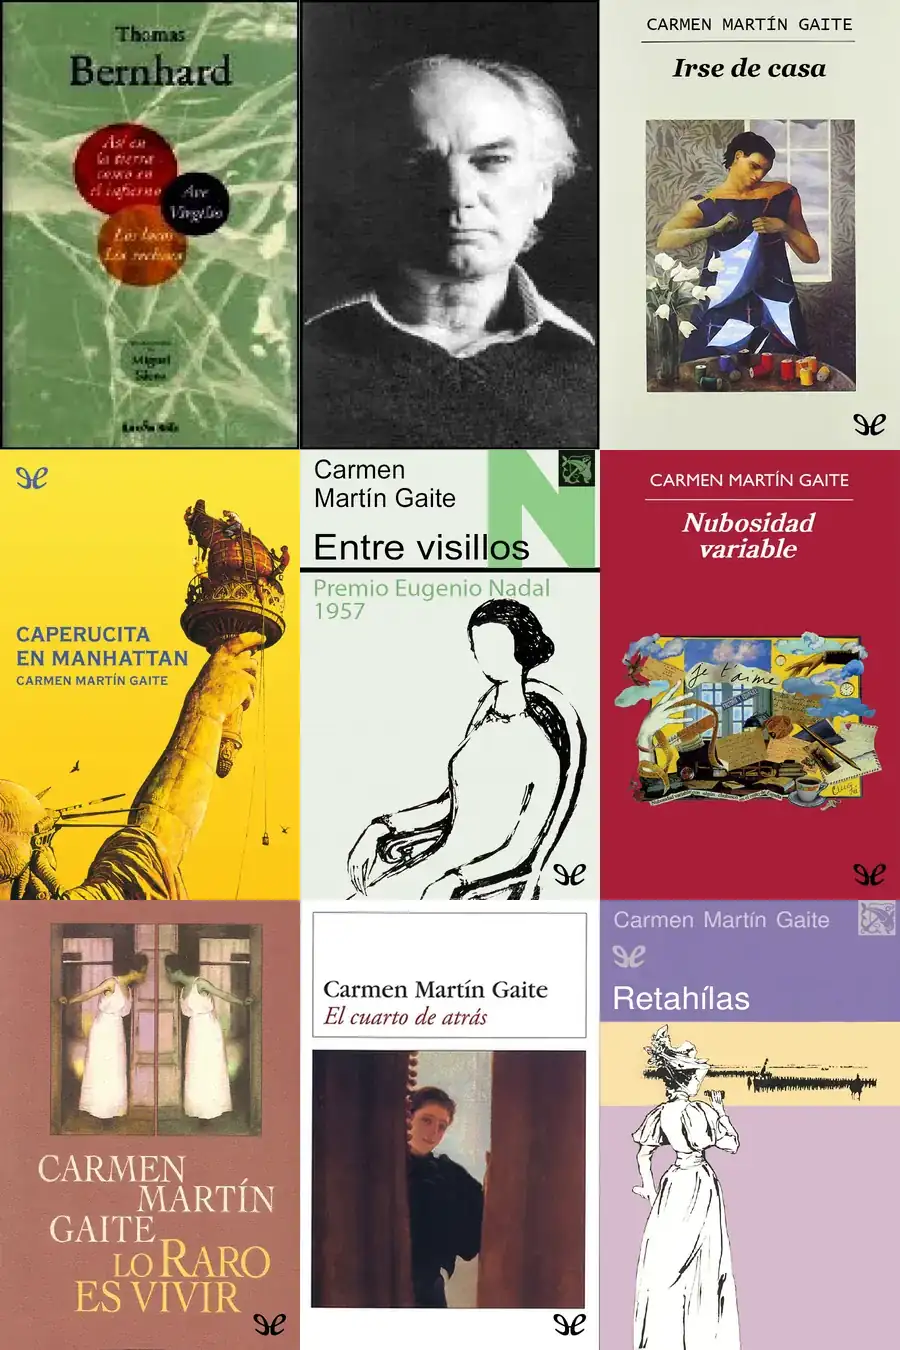 Thomas
Bernhard
Así en
la tierra
como en
el infierno
Ave
Virgilio
Los locos
Los reclusos
Miguel
Sáenz
CARMEN MARTÍN GAITE
Irse de casa
CAPERUCITA
EN MANHATTAN
CARMEN MARTÍN GAITE
Carmen
Martín Gaite
N
Entre visillos
Premio Eugenio Nadal
1957
CARMEN MARTÍN GAITE
Nubosidad
variable
Je t'aime
CARMEN
MARTÍN
GAITE
LO RARO
ES VIVIR
Carmen Martín Gaite
El cuarto de atrás
Carmen Martín Gaite
Retahílas